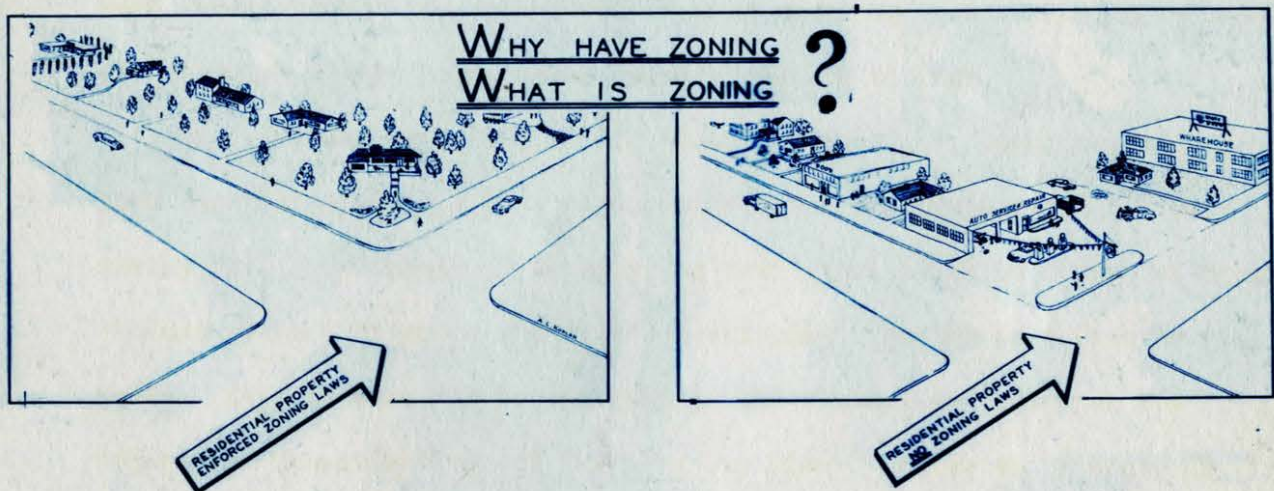 WHY HAVE ZONING
WHAT IS ZONING ?
WHAREHOUSE
AUTO SERVICE & REPAIR
RESIDENTIAL PROPERTY
ENFORCED ZONING LAWS
RESIDENTIAL PROPERTY
NO ZONING LAWS